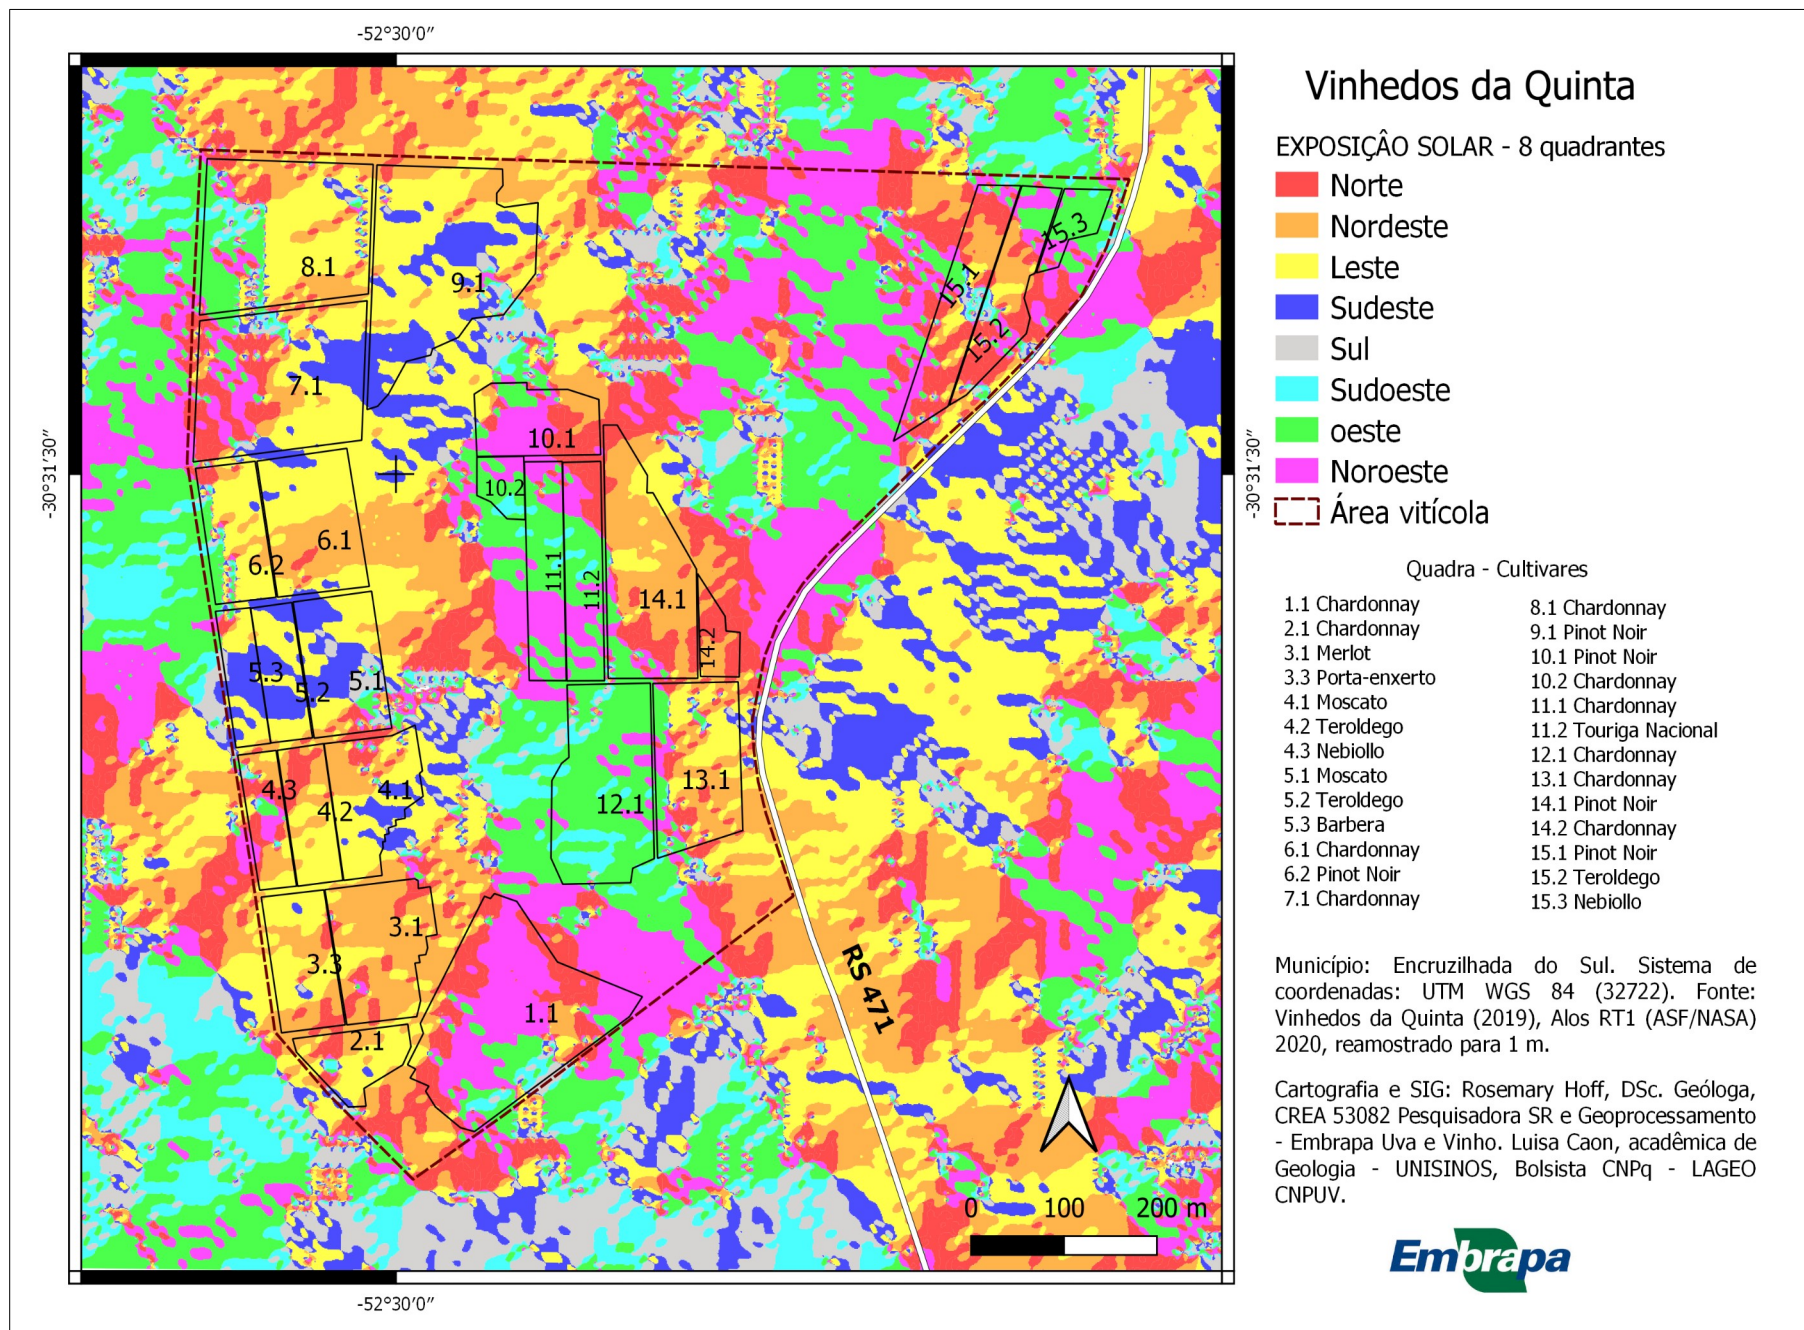 -52°30′0″
Vinhedos da Quinta
EXPOSIÇÂO SOLAR - 8 quadrantes
Norte
Nordeste
Leste
Sudeste
Sul
Sudoeste
oeste
Noroeste
Área vitícola
-30°31′30″
-30°31′30″
8.1
9.1
7.1
15.3
15.1
15.2
10.1
10.2
6.1
6.2
11.1
11.2
14.1
14.2
5.3
5.2
5.1
4.3
4.2
4.1
12.1
13.1
3.1
3.3
2.1
1.1
RS 471
Quadra - Cultivares
1.1 Chardonnay
2.1 Chardonnay
3.1 Merlot
3.3 Porta-enxerto
4.1 Moscato
4.2 Teroldego
4.3 Nebiollo
5.1 Moscato
5.2 Teroldego
5.3 Barbera
6.1 Chardonnay
6.2 Pinot Noir
7.1 Chardonnay
8.1 Chardonnay
9.1 Pinot Noir
10.1 Pinot Noir
10.2 Chardonnay
11.1 Chardonnay
11.2 Touriga Nacional
12.1 Chardonnay
13.1 Chardonnay
14.1 Pinot Noir
14.2 Chardonnay
15.1 Pinot Noir
15.2 Teroldego
15.3 Nebiollo
Município: Encruzilhada do Sul. Sistema de
coordenadas: UTM WGS 84 (32722). Fonte:
Vinhedos da Quinta (2019), Alos RT1 (ASF/NASA)
2020, reamostrado para 1 m.
Cartografia e SIG: Rosemary Hoff, DSc. Geóloga,
CREA 53082 Pesquisadora SR e Geoprocessamento
- Embrapa Uva e Vinho. Luisa Caon, acadêmica de
Geologia - UNISINOS, Bolsista CNPq - LAGEO
CNPUV.
0 100 200 m
Embrapa
-52°30′0″